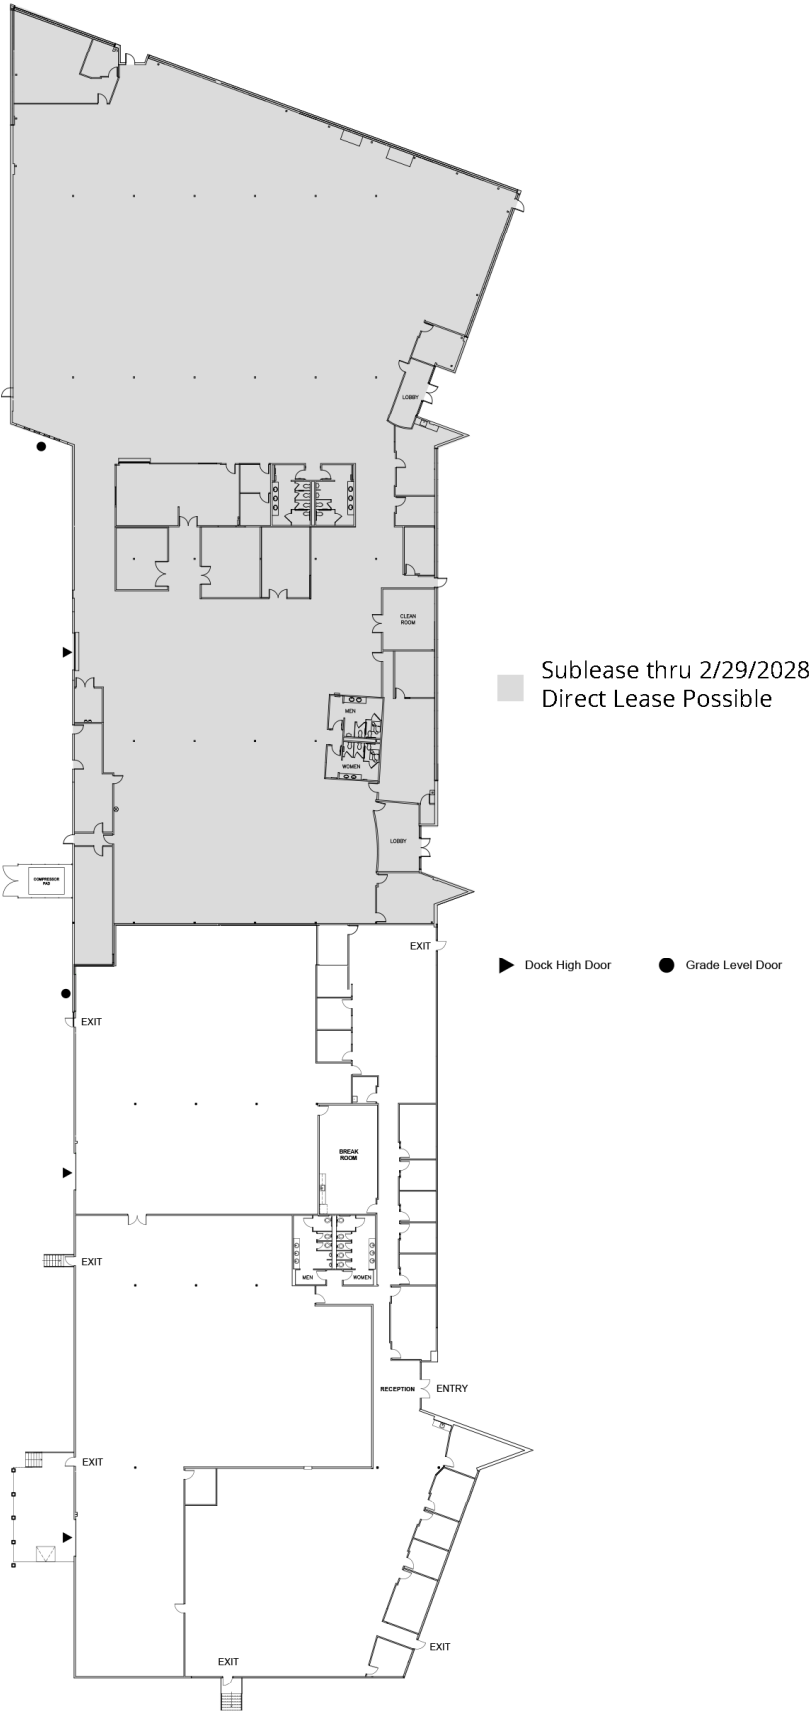 LOBBY
CLEAN
ROOM
Sublease thru 2/29/2028
Direct Lease Possible
MEN
WOMEN
LOBBY
COMPRESSOR
PAD
EXIT
Dock High Door
Grade Level Door
EXIT
BREAK
ROOM
EXIT
MEN
WOMEN
RECEPTION
ENTRY
EXIT
EXIT
EXIT